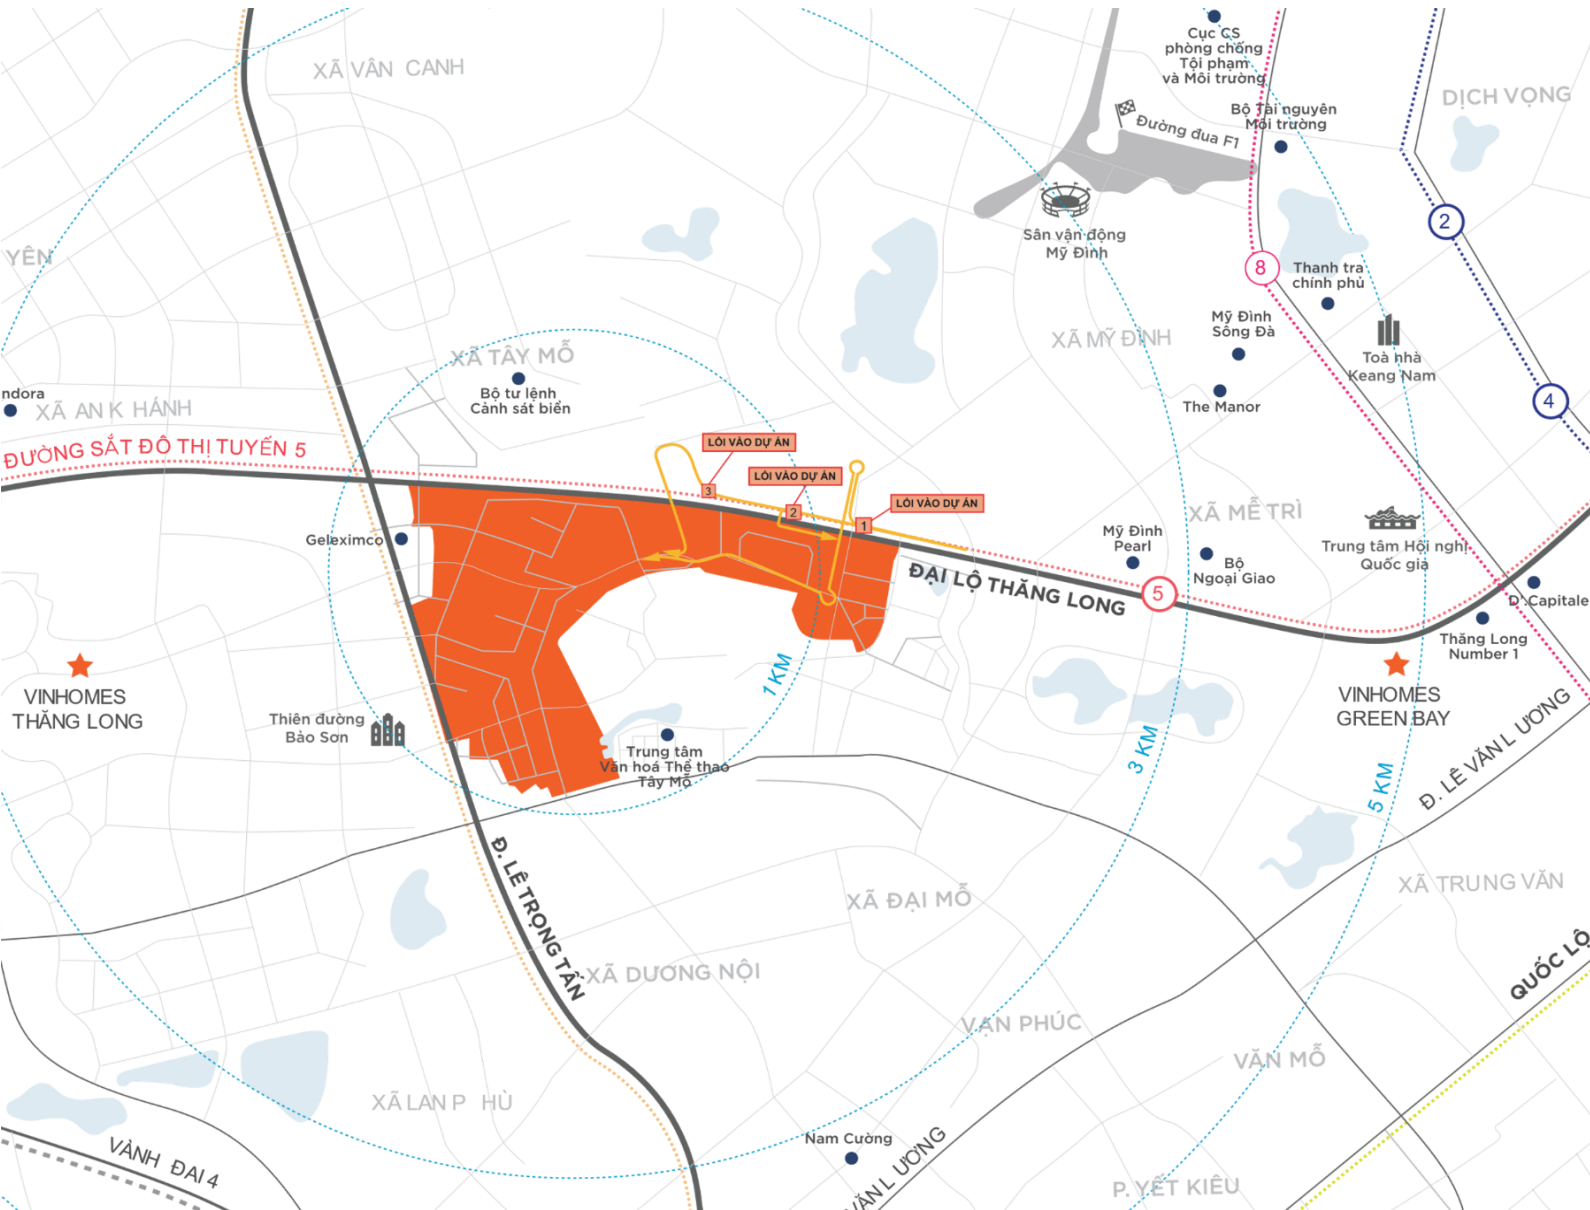 Cục CS
phòng chống
Tội phạm
và Môi trường
XÃ VÂN CANH
DỊCH VỌNG
Bộ Tài nguyên
Môi trường
Đường đua F1
2
Sân vận động
Mỹ Đình
YÊN
8
Thanh tra
chính phủ
Mỹ Đình
Sông Đà
XÃ MỸ ĐÌNH
XÃ TÂY MỖ
Toà nhà
Keang Nam
Bộ tư lệnh
Cảnh sát biển
ndora
XÃ AN KHÁNH
The Manor
4
ĐƯỜNG SẮT ĐÔ THỊ TUYẾN 5
LỐI VÀO DỰ ÁN
LỐI VÀO DỰ ÁN
LỐI VÀO DỰ ÁN
3
2
1
XÃ MỄ TRÌ
Geleximco
Mỹ Đình
Pearl
Trung tâm Hội nghị
Quốc gia
Bộ
Ngoại Giao
ĐẠI LỘ THĂNG LONG
5
D'.Capitale
Thăng Long
Number 1
VINHOMES
THĂNG LONG
VINHOMES
GREEN BAY
1 KM
Thiên đường
Bảo Sơn
Trung tâm
Văn hoá Thể thao
Tây Mỗ
3 KM
5 KM
Đ. LÊ VĂN LƯƠNG
Đ. LÊ TRỌNG TẤN
XÃ ĐẠI MỖ
XÃ TRUNG VĂN
XÃ DƯƠNG NỘI
QUỐC LỘ
VẠN PHÚC
VĂN MỖ
XÃ LAN PHÙ
Nam Cường
VÀNH ĐAI 4
VĂN LƯƠNG
P. YẾT KIÊU